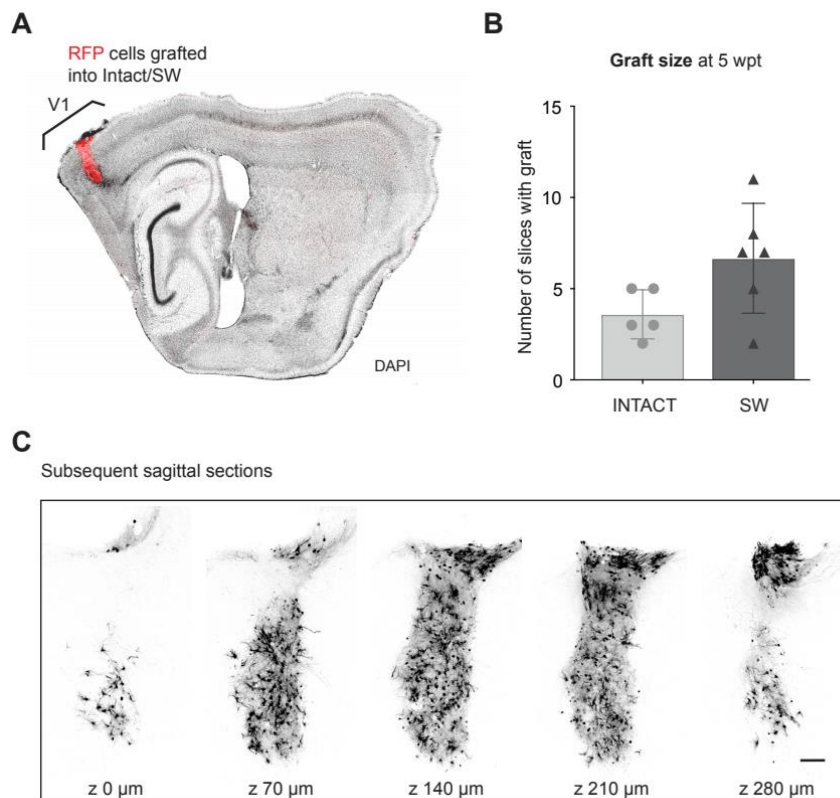 A
RFP cells grafted
into Intact/SW
V1
DAPI
B
Graft size at 5 wpt
Number of slices with graft
15
10
5
0
INTACT
SW
C
Subsequent sagittal sections
z 0 µm
z 70 µm
z 140 µm
z 210 µm
z 280 µm